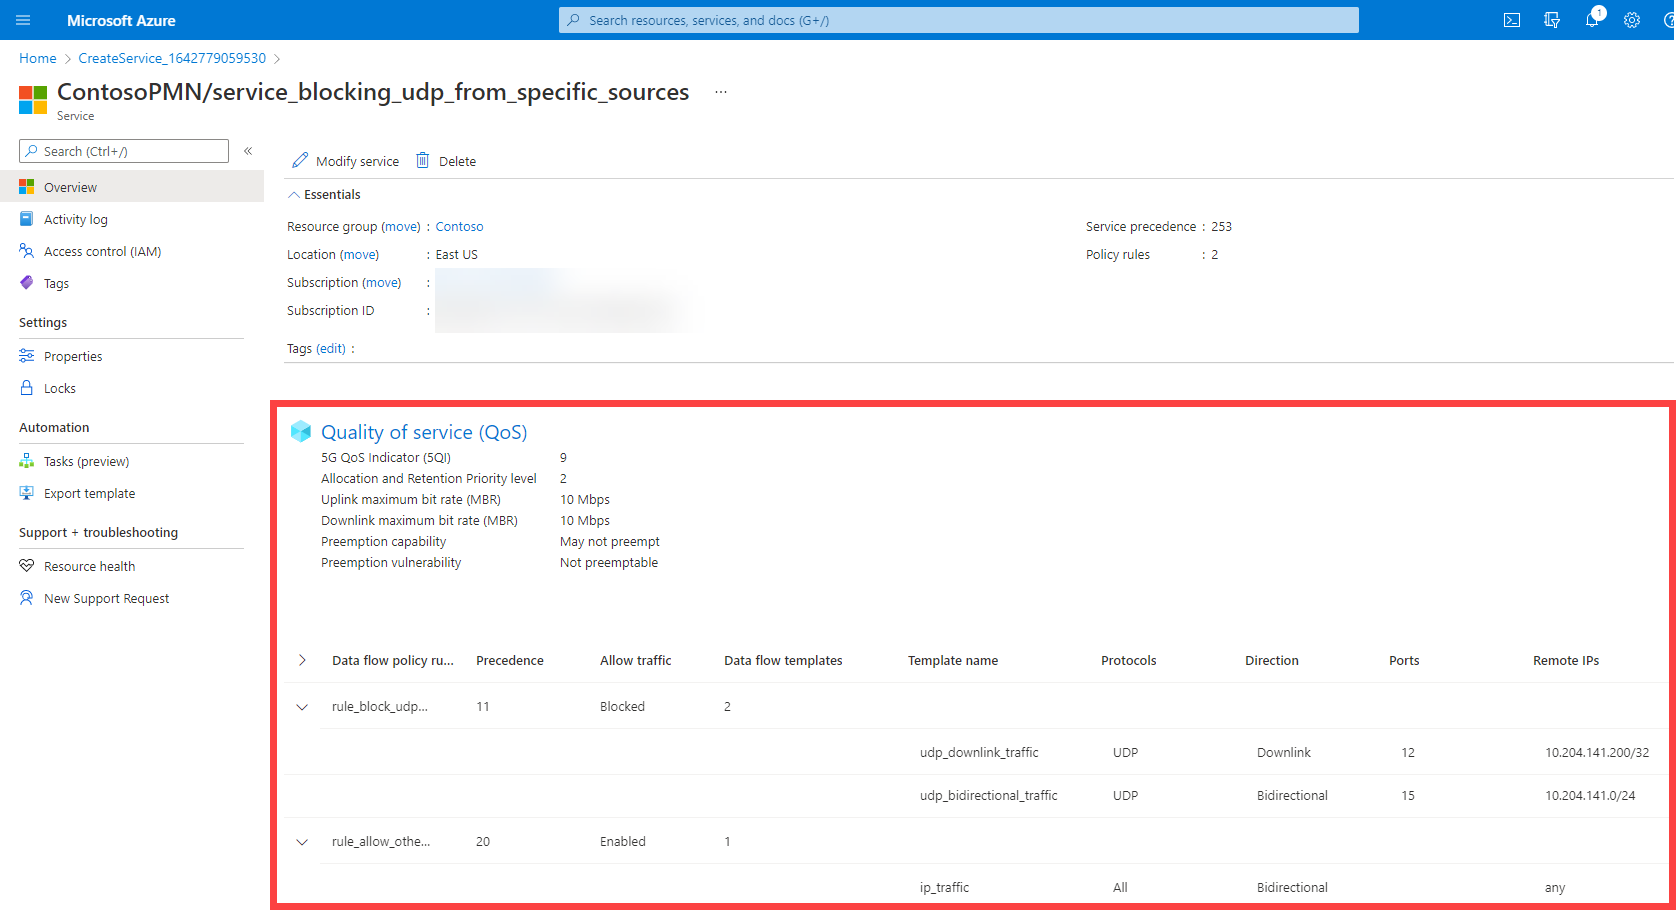 Microsoft Azure
Search resources, services, and docs (G+/)
1
Home > CreateService_1642779059530 >
ContosoPMN/service_blocking_udp_from_specific_sources ...
Service
Search (Ctrl+/) «
Overview
Activity log
Access control (IAM)
Tags
Settings
Properties
Locks
Automation
Tasks (preview)
Export template
Support + troubleshooting
Resource health
New Support Request
Modify service Delete
Essentials
Resource group (move) : Contoso
Location (move) : East US
Subscription (move) :
Subscription ID :
Tags (edit) :
Service precedence : 253
Policy rules : 2
Quality of service (QoS)
5G QoS Indicator (5QI) 9
Allocation and Retention Priority level 2
Uplink maximum bit rate (MBR) 10 Mbps
Downlink maximum bit rate (MBR) 10 Mbps
Preemption capability May not preempt
Preemption vulnerability Not preemptable
Data flow policy ru... Precedence Allow traffic Data flow templates Template name Protocols Direction Ports Remote IPs
rule_block_udp... 11 Blocked 2
udp_downlink_traffic UDP Downlink 12 10.204.141.200/32
udp_bidirectional_traffic UDP Bidirectional 15 10.204.141.0/24
rule_allow_othe... 20 Enabled 1
ip_traffic All Bidirectional any